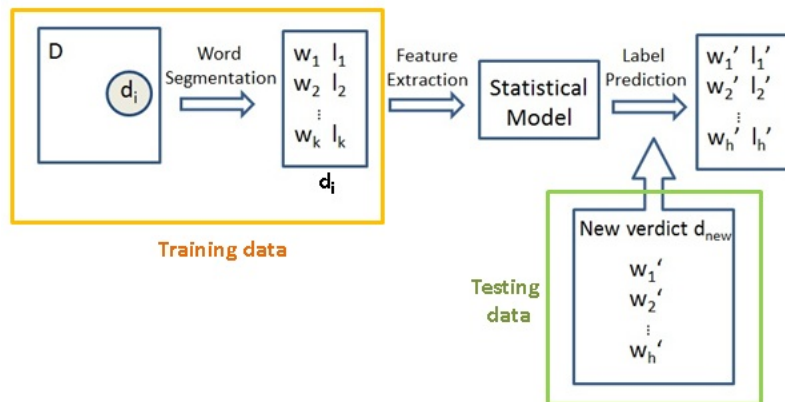 D
d_i
Word
Segmentation
w_1 l_1
w_2 l_2
⋮
w_k l_k
d_i
Training data
Feature
Extraction
Statistical
Model
Label
Prediction
w_1′ l_1′
w_2′ l_2′
⋮
w_h′ l_h′
New verdict d_new
w_1′
w_2′
⋮
w_h′
Testing
data